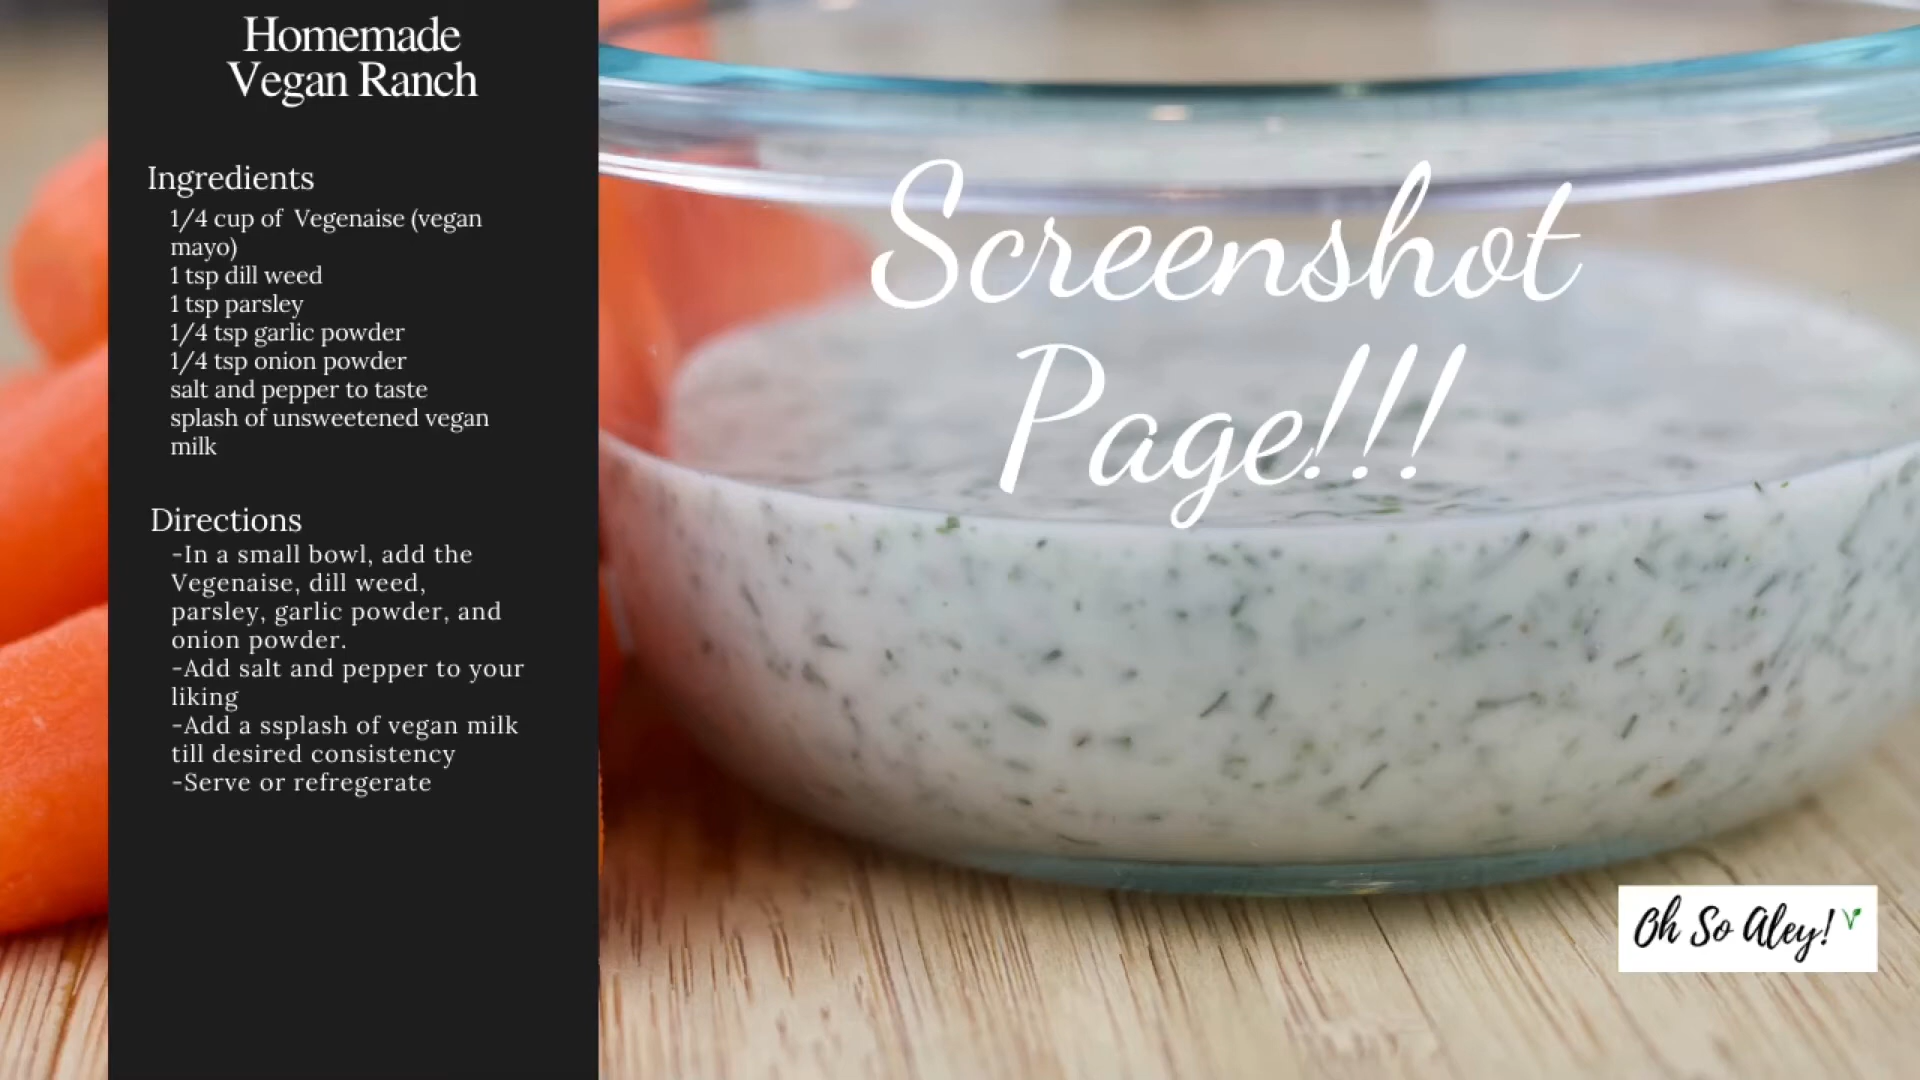 Homemade
Vegan Ranch
Ingredients
1/4 cup of Vegenaise (vegan
mayo)
1 tsp dill weed
1 tsp parsley
1/4 tsp garlic powder
1/4 tsp onion powder
salt and pepper to taste
splash of unsweetened vegan
milk
Directions
-In a small bowl, add the
Vegenaise, dill weed,
parsley, garlic powder, and
onion powder.
-Add salt and pepper to your
liking
-Add a ssplash of vegan milk
till desired consistency
-Serve or refregerate
Screenshot
Page!!!
Oh So Aley!